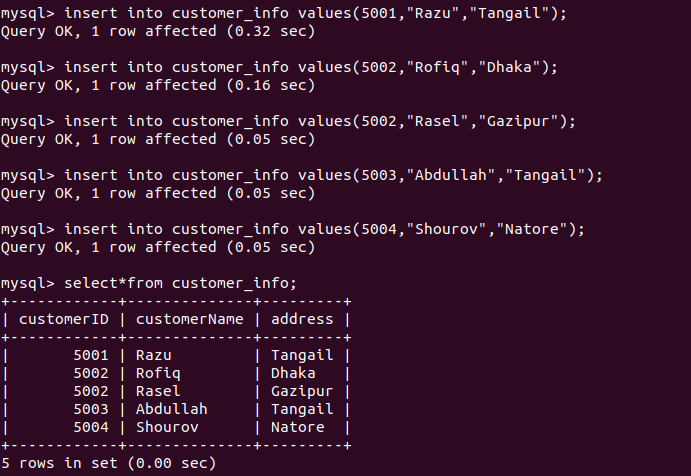 mysql> insert into customer_info values(5001,"Razu","Tangail");
Query OK, 1 row affected (0.32 sec)
mysql> insert into customer_info values(5002,"Rofiq","Dhaka");
Query OK, 1 row affected (0.16 sec)
mysql> insert into customer_info values(5002,"Rasel","Gazipur");
Query OK, 1 row affected (0.05 sec)
mysql> insert into customer_info values(5003,"Abdullah","Tangail");
Query OK, 1 row affected (0.05 sec)
mysql> insert into customer_info values(5004,"Shourov","Natore");
Query OK, 1 row affected (0.05 sec)
mysql> select*from customer_info;
+------------+--------------+---------+
| customerID | customerName | address |
+------------+--------------+---------+
|       5001 | Razu         | Tangail |
|       5002 | Rofiq        | Dhaka   |
|       5002 | Rasel        | Gazipur |
|       5003 | Abdullah     | Tangail |
|       5004 | Shourov      | Natore  |
+------------+--------------+---------+
5 rows in set (0.00 sec)